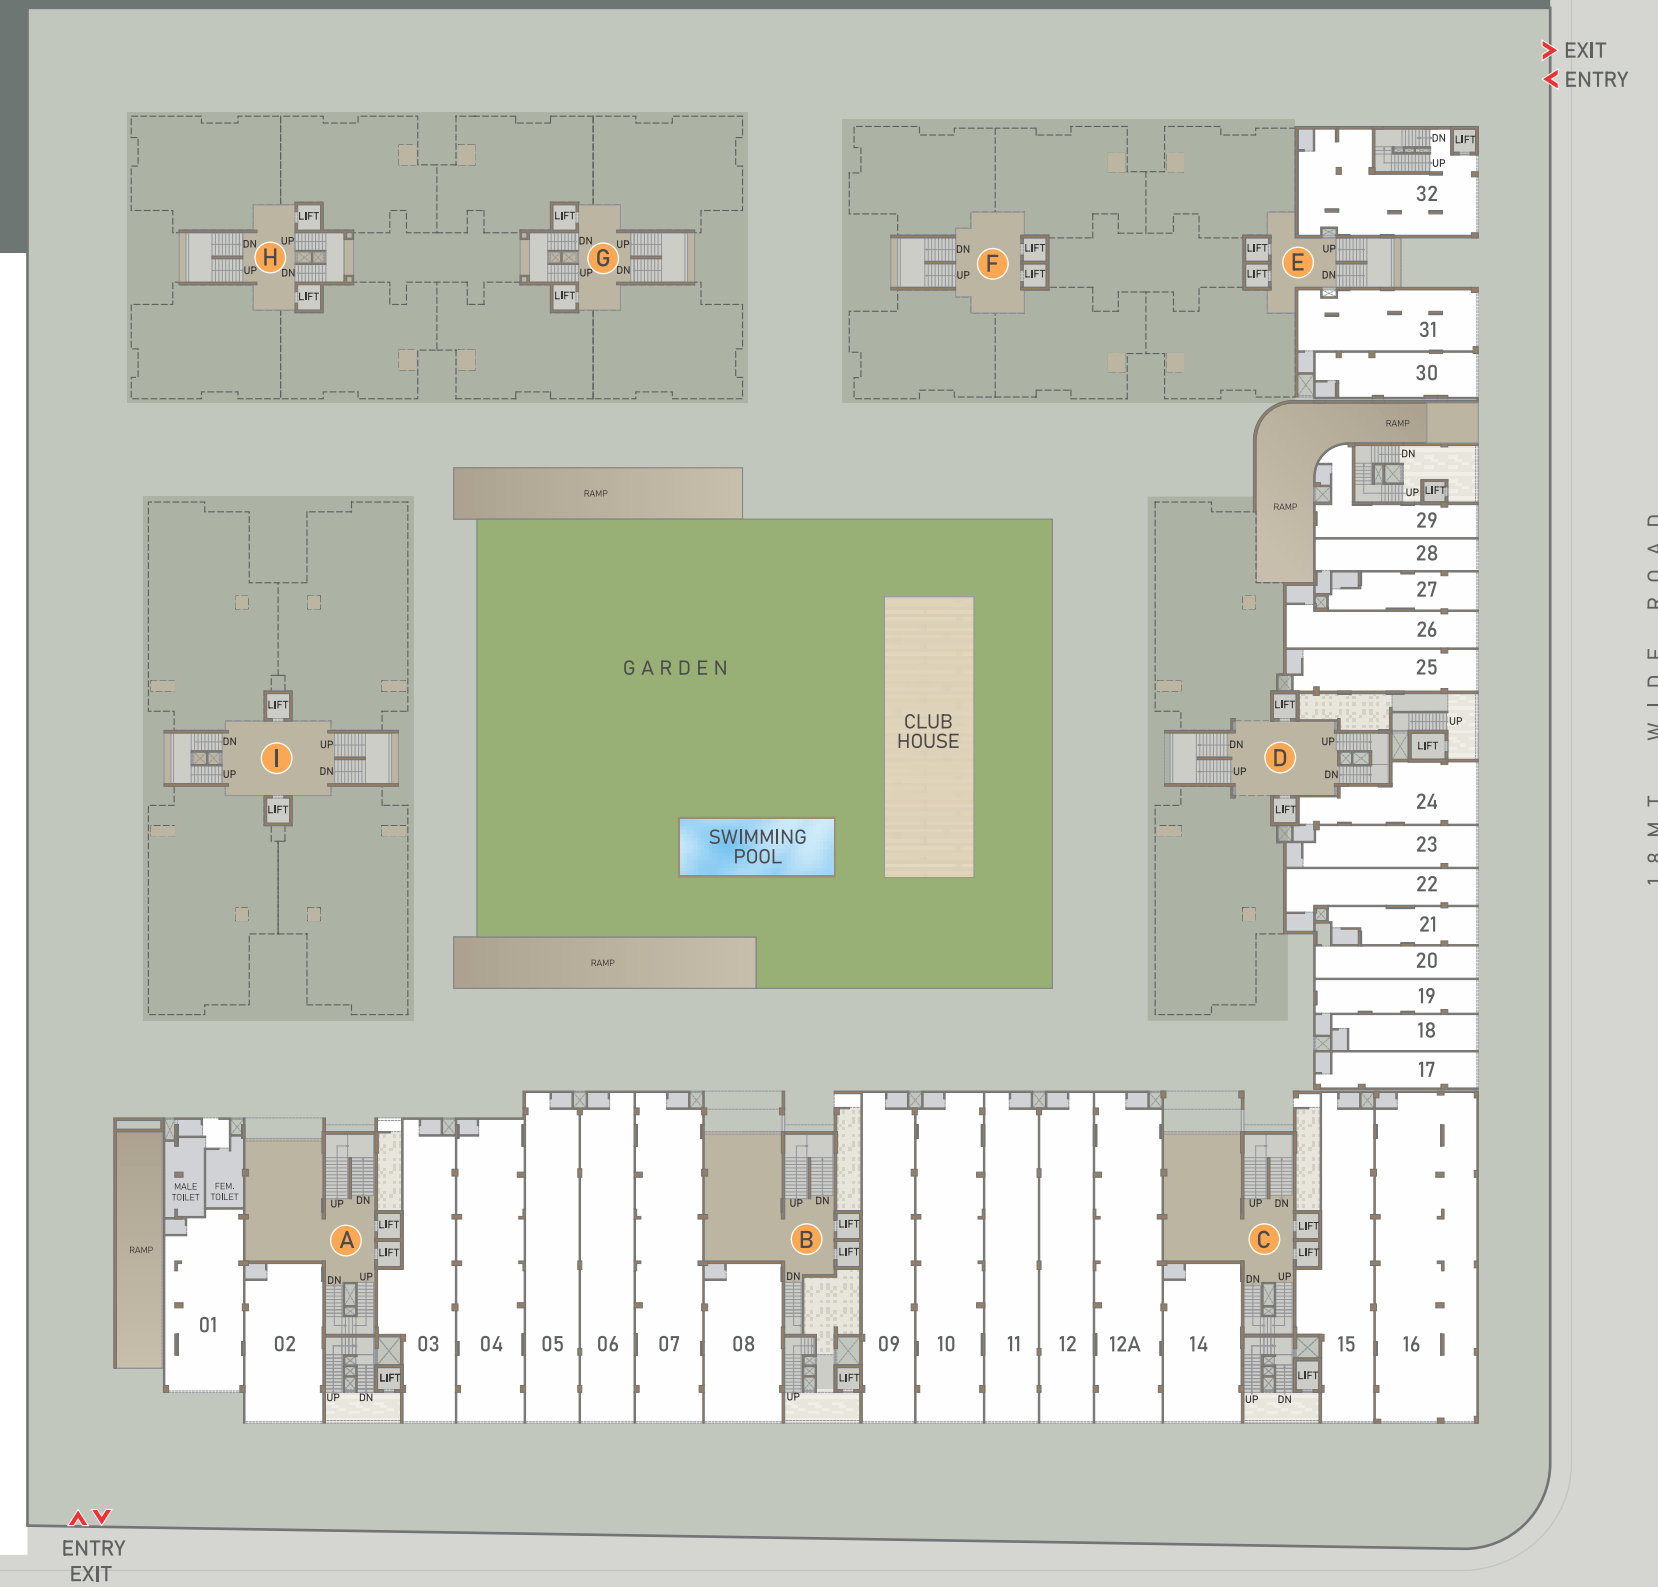 EXIT
ENTRY
LIFT
DN
LIFT
UP
32
LIFT
LIFT
DN
UP
UP
DN
H
G
UP
DN
UP
DN
LIFT
LIFT
DN
UP
F
LIFT
LIFT
LIFT
LIFT
E
UP
DN
31
30
RAMP
DN
UP
LIFT
RAMP
RAMP
29
28
27
26
25
GARDEN
CLUB
HOUSE
SWIMMING
POOL
RAMP
LIFT
DN
UP
I
UP
DN
LIFT
LIFT
DN
UP
D
UP
DN
LIFT
UP
LIFT
24
23
22
21
20
19
18
17
18 MT WIDE ROAD
MALE
TOILET
FEM.
TOILET
RAMP
UP
DN
LIFT
A
LIFT
DN
UP
UP
DN
LIFT
B
LIFT
DN
UP
DN
LIFT
C
LIFT
DN
UP
01
02
03
04
05
06
07
08
09
10
11
12
12A
14
15
16
LIFT
UP
DN
LIFT
UP
LIFT
UP
DN
ENTRY
EXIT